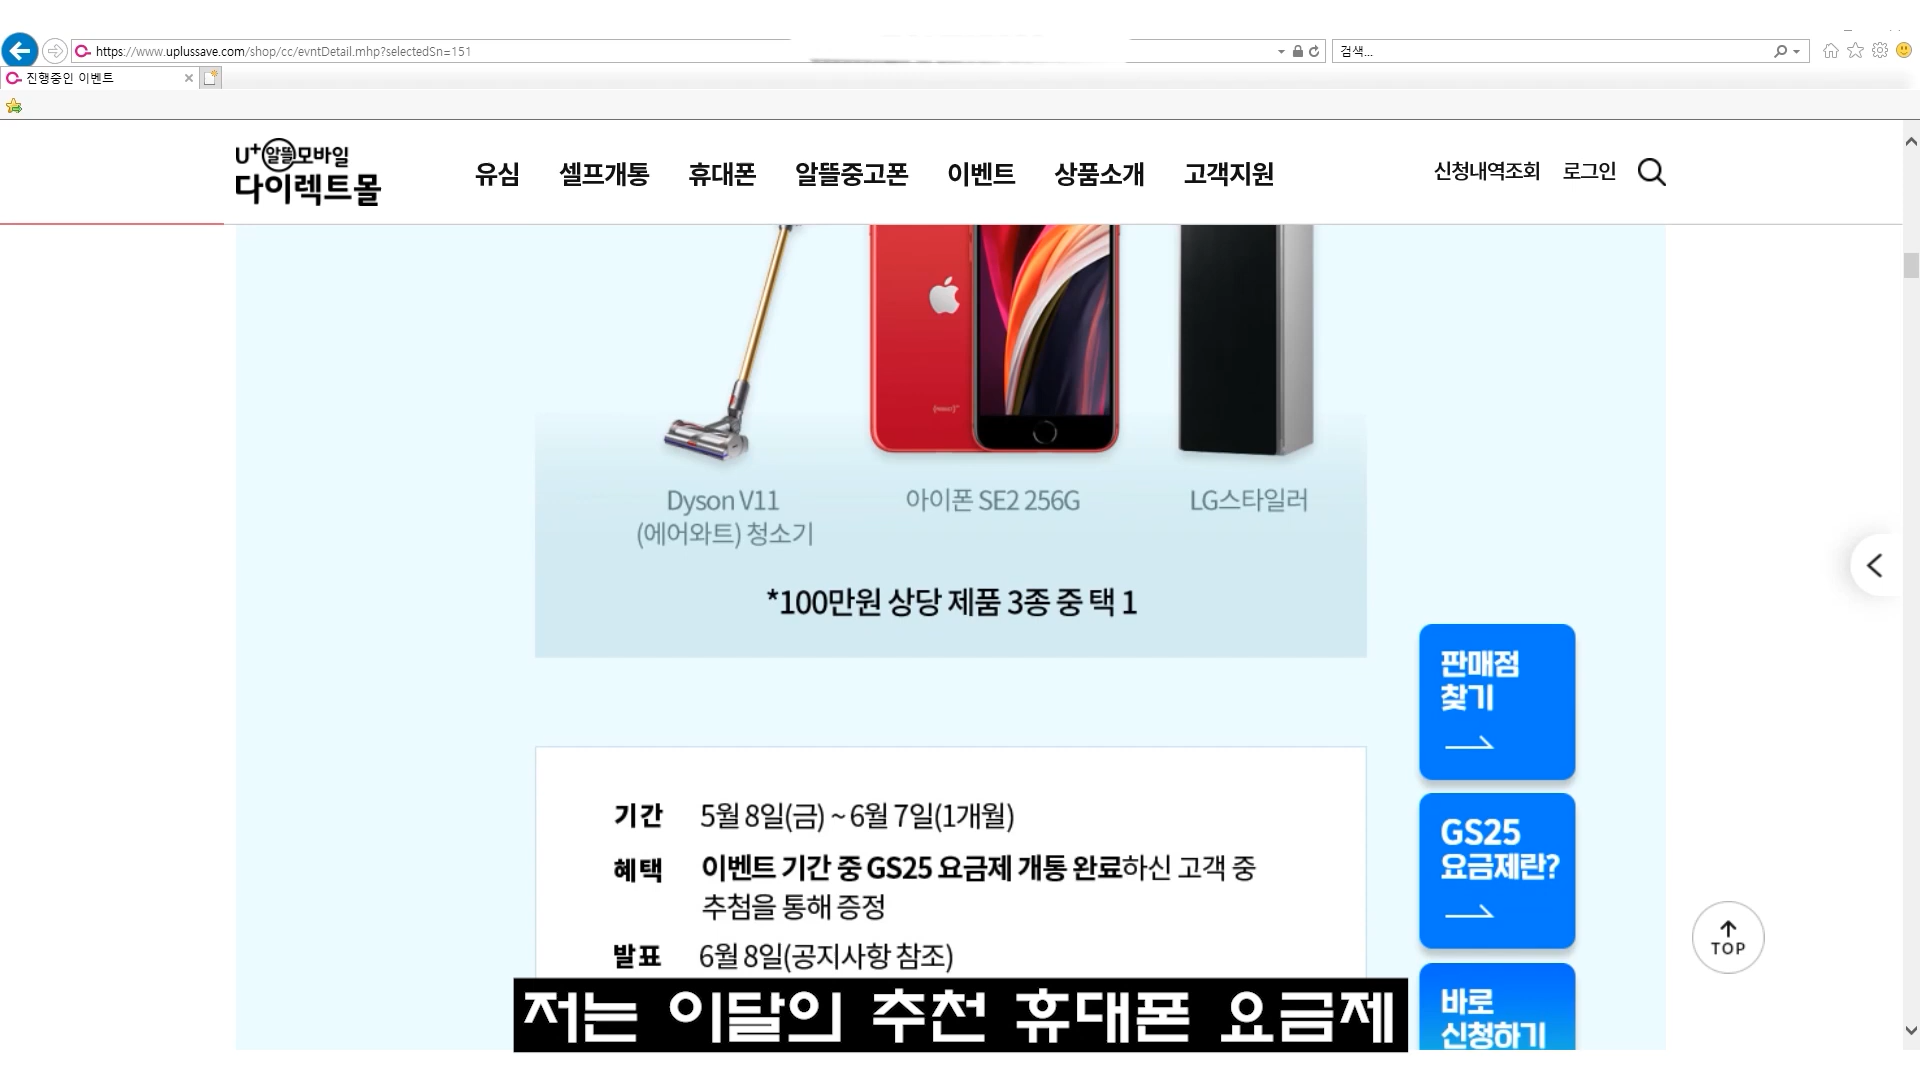 https://www.uplussave.com/shop/cc/evntDetail.mhp?selectedSn=151
검색...
진행중인 이벤트
U+알뜰모바일
다이렉트몰
유심 셀프개통 휴대폰 알뜰중고폰 이벤트 상품소개 고객지원
신청내역조회 로그인
Dyson V11
(에어와트) 청소기
아이폰 SE2 256G
LG스타일러
*100만원 상당 제품 3종 중 택 1
기간 5월 8일(금) ~ 6월 7일(1개월)
혜택 이벤트 기간 중 GS25 요금제 개통 완료하신 고객 중
추첨을 통해 증정
발표 6월 8일(공지사항 참조)
판매점
찾기
GS25
요금제란?
바로
신청하기
TOP
저는 이달의 추천 휴대폰 요금제